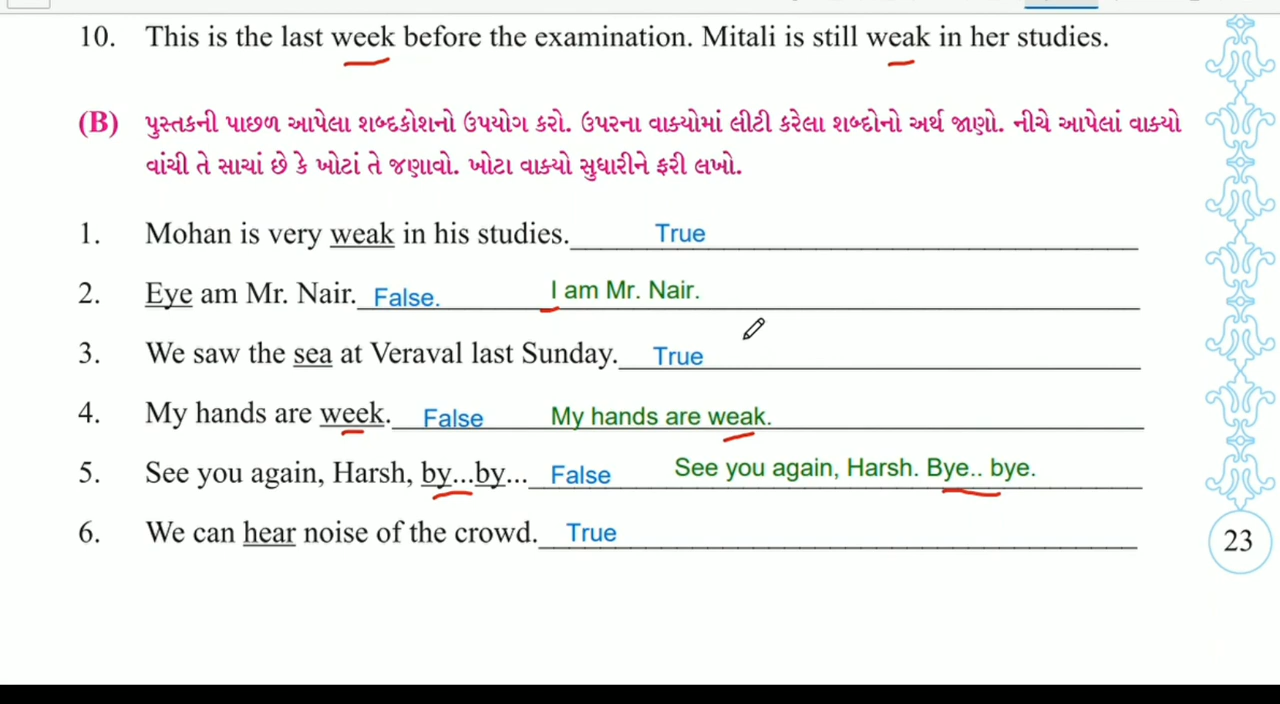 10. This is the last week before the examination. Mitali is still weak in her studies.
(B) પુસ્તકની પાછળ આપેલા શબ્દકોશનો ઉપયોગ કરો. ઉપરના વાક્યોમાં લીટી કરેલા શબ્દોનો અર્થ જાણો. નીચે આપેલાં વાક્યો
વાંચી તે સાચાં છે કે ખોટાં તે જણાવો. ખોટા વાક્યો સુધારીને ફરી લખો.
1. Mohan is very weak in his studies. True
2. Eye am Mr. Nair. False. I am Mr. Nair.
3. We saw the sea at Veraval last Sunday. True
4. My hands are week. False My hands are weak.
5. See you again, Harsh, by...by... False See you again, Harsh. Bye.. bye.
6. We can hear noise of the crowd. True
23